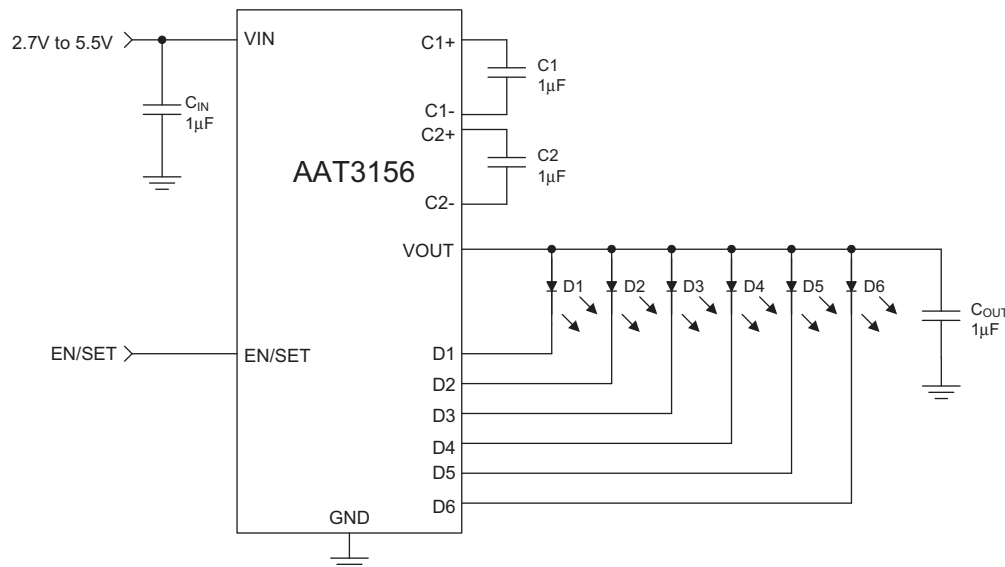 2.7V to 5.5V
VIN
C1+
C1
1μF
C1-
C2+
C2
1μF
C2-
CIN
1μF
AAT3156
VOUT
D1
D2
D3
D4
D5
D6
COUT
1μF
EN/SET
EN/SET
D1
D2
D3
D4
D5
D6
GND